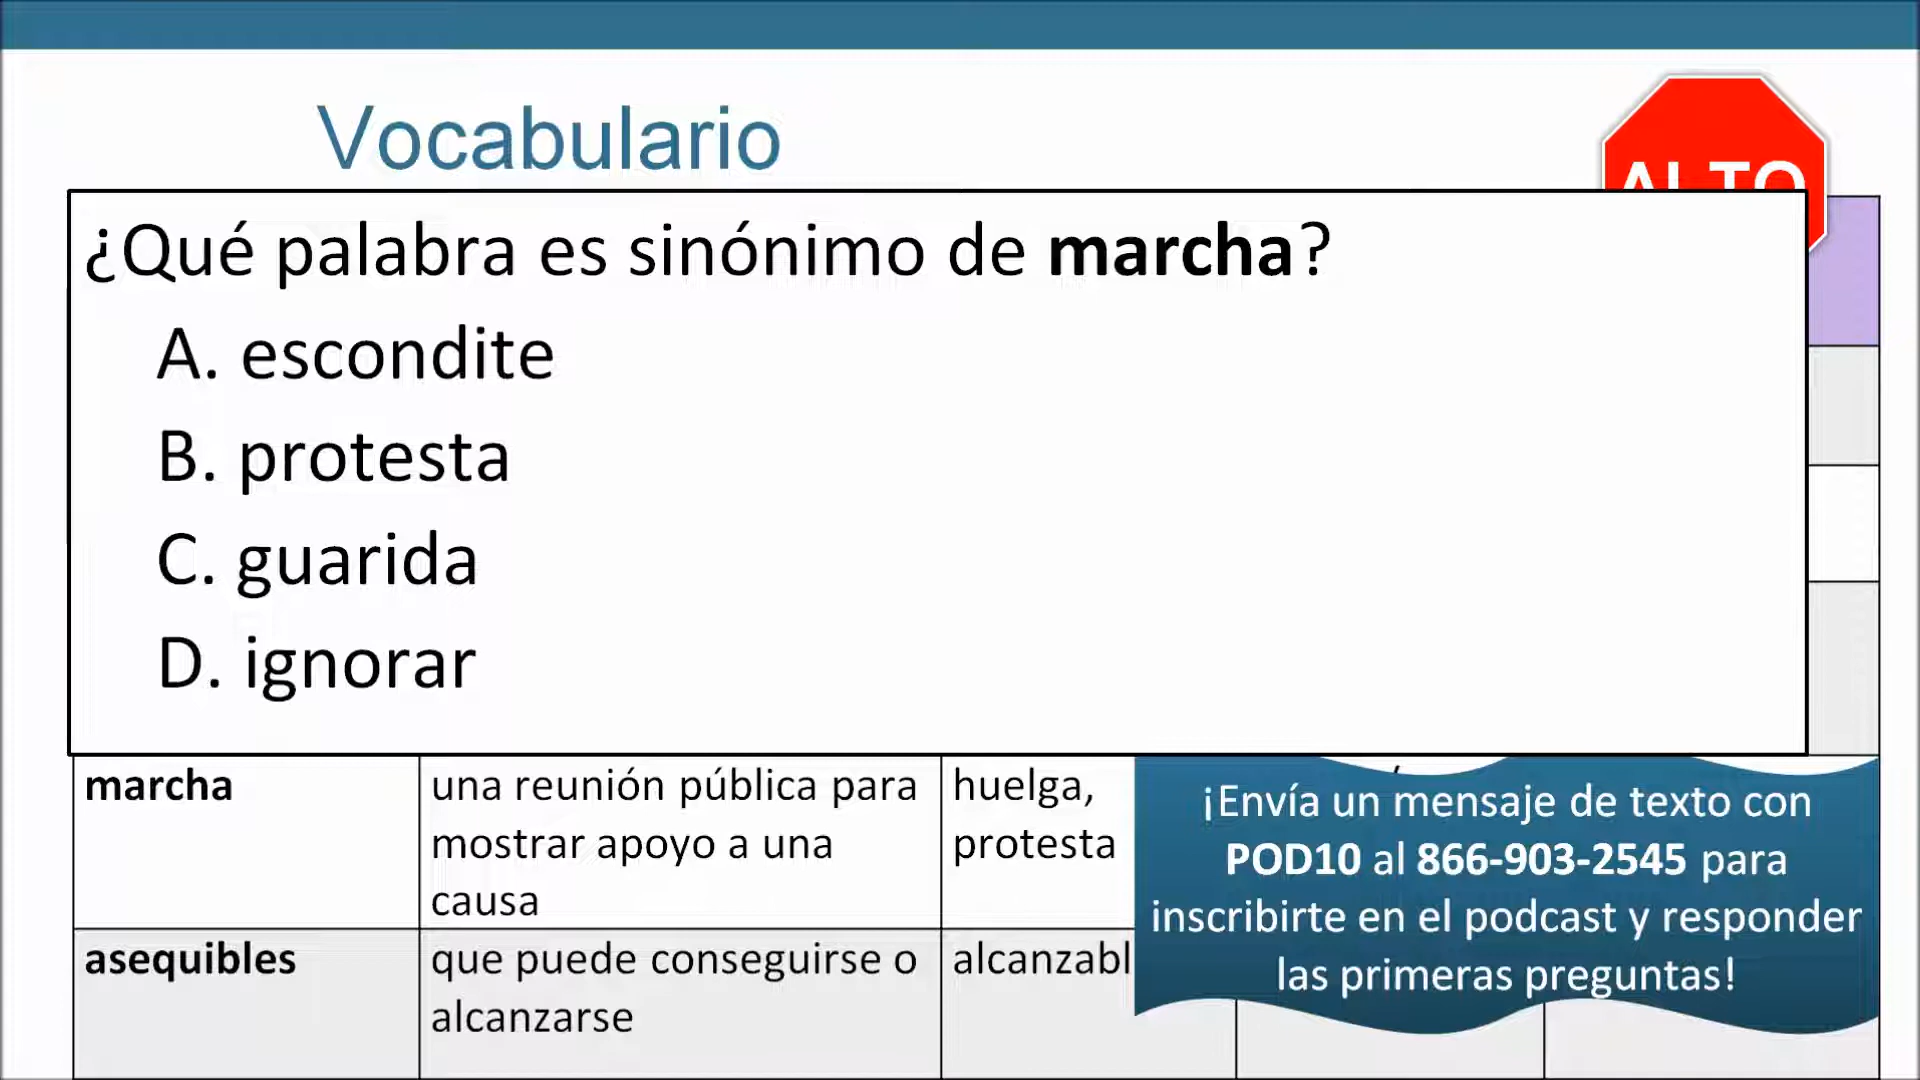 Vocabulario
ALTO
¿Qué palabra es sinónimo de marcha?
A. escondite
B. protesta
C. guarida
D. ignorar
marcha
una reunión pública para
mostrar apoyo a una
causa
huelga,
protesta
asequibles
que puede conseguirse o
alcanzarse
alcanzabl
¡Envía un mensaje de texto con
POD10 al 866-903-2545 para
inscribirte en el podcast y responder
las primeras preguntas!